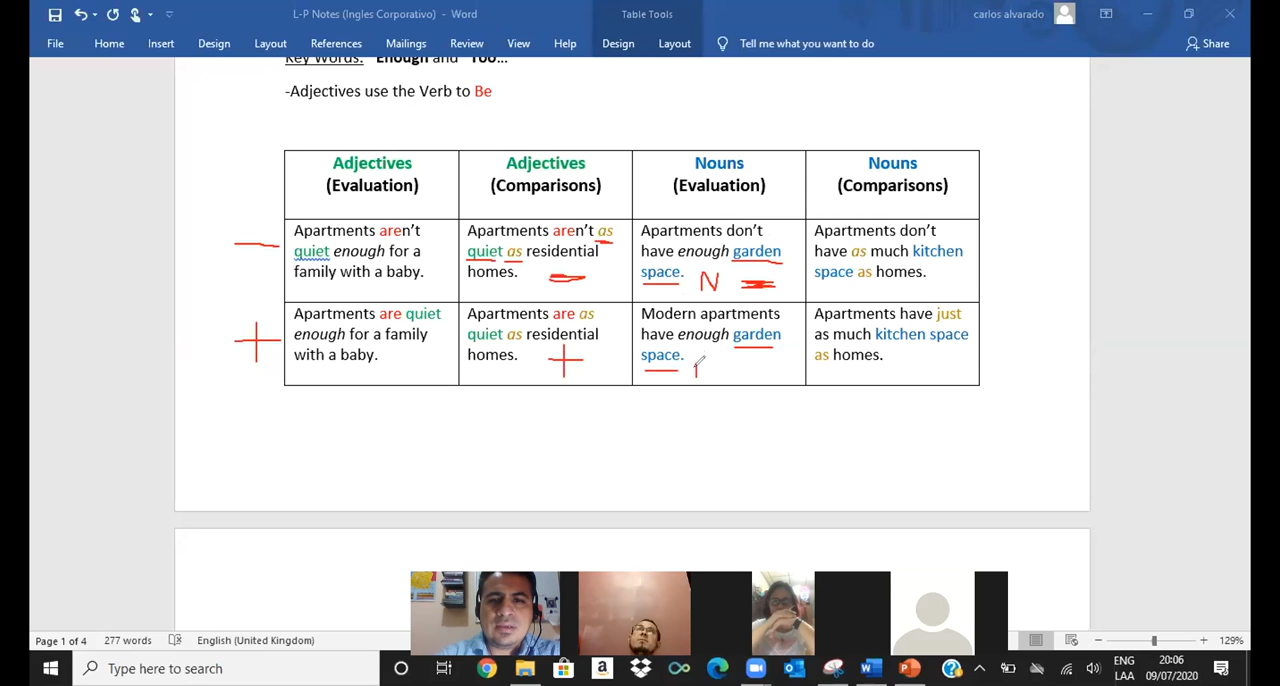 L-P Notes (Ingles Corporativo) - Word
Table Tools
carlos alvarado
File Home Insert Design Layout References Mailings Review View Help Design Layout Tell me what you want to do Share
Key Words: "Enough and "Too…
-Adjectives use the Verb to Be
Adjectives
(Evaluation)
Adjectives
(Comparisons)
Nouns
(Evaluation)
Nouns
(Comparisons)
Apartments aren't
quiet enough for a
family with a baby.
Apartments aren't as
quiet as residential
homes.
Apartments don't
have enough garden
space. N
Apartments don't
have as much kitchen
space as homes.
Apartments are quiet
enough for a family
with a baby.
Apartments are as
quiet as residential
homes.
Modern apartments
have enough garden
space.
Apartments have just
as much kitchen space
as homes.
Page 1 of 4 277 words English (United Kingdom) 129%
Type here to search
ENG
LAA
20:06
09/07/2020